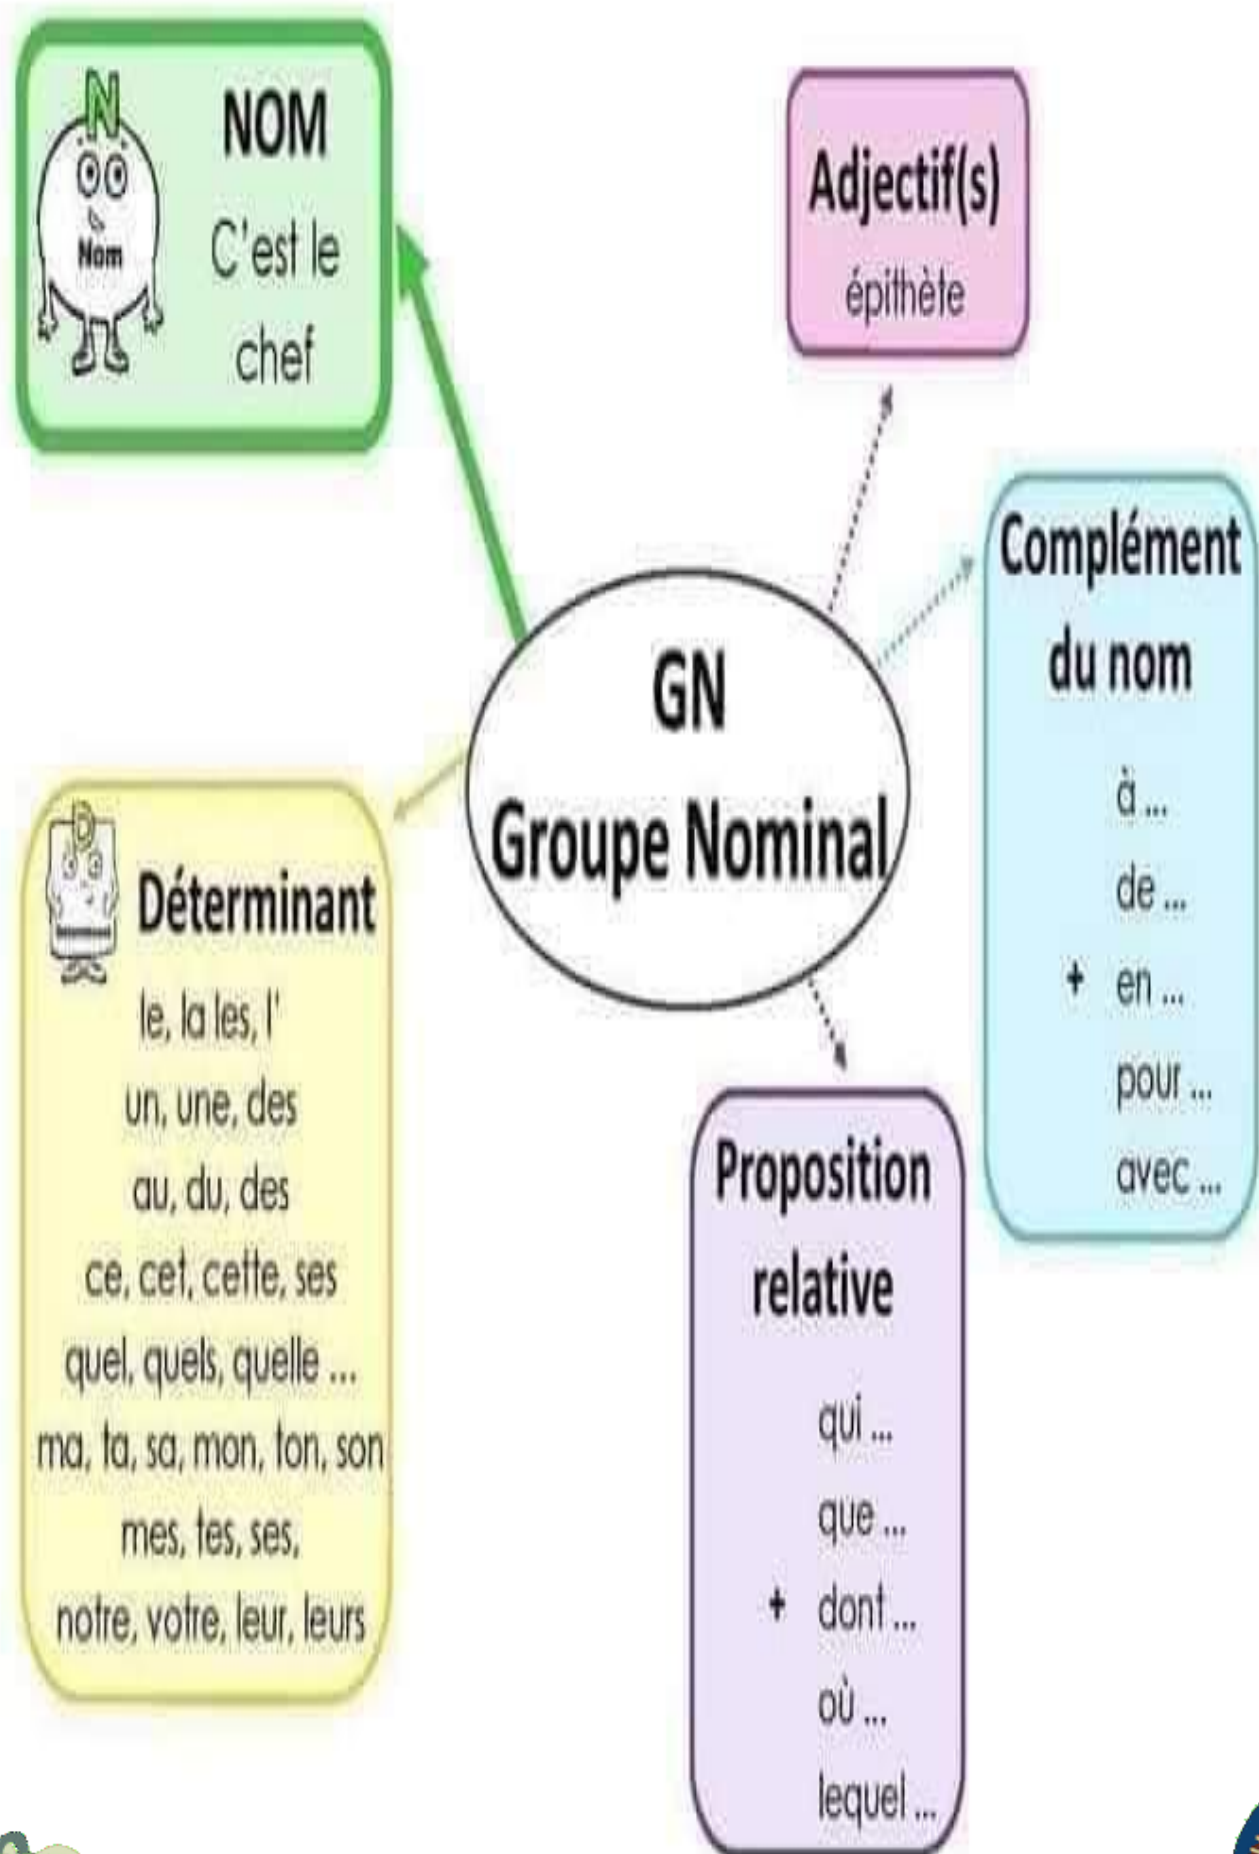 N
Nom
NOM
C'est le
chef
Adjectif(s)
épithète
Complément
du nom
à ...
de ...
+ en ...
pour ...
avec ...
GN
Groupe Nominal
D
Déterminant
le, la les, l'
un, une, des
au, du, des
ce, cet, cette, ses
quel, quels, quelle ...
ma, ta, sa, mon, ton, son
mes, tes, ses,
notre, votre, leur, leurs
Proposition
relative
qui ...
que ...
+ dont ...
où ...
lequel ...